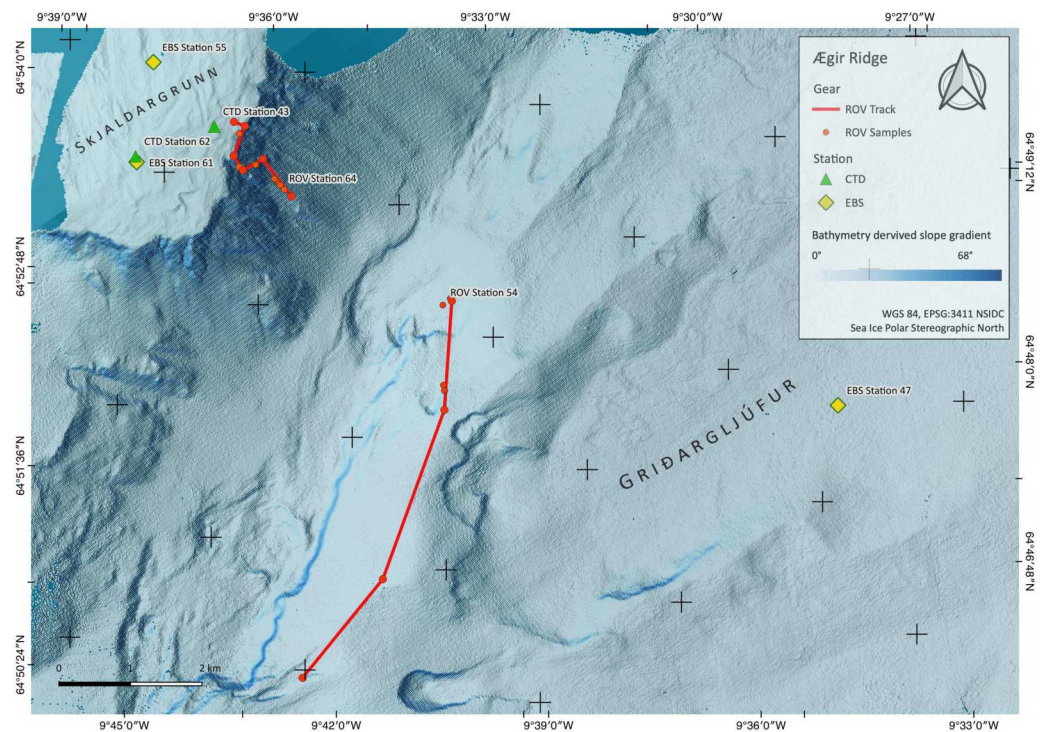 9°39'0"W 9°36'0"W 9°33'0"W 9°30'0"W 9°27'0"W
64°54'0"N
64°52'48"N
64°51'36"N
64°50'24"N
EBS Station 55
SKJALDARGRUNN
CTD Station 43
CTD Station 62
EBS Station 61
ROV Station 64
ROV Station 54
EBS Station 47
GRIÐARGLJÚFUR
Ægir Ridge
Gear
ROV Track
ROV Samples
Station
CTD
EBS
Bathymetry dervived slope gradient
0° 68°
WGS 84, EPSG:3411 NSIDC
Sea Ice Polar Stereographic North
64°49'12"N
64°48'0"N
64°46'48"N
0 1 2 km
9°45'0"W 9°42'0"W 9°39'0"W 9°36'0"W 9°33'0"W